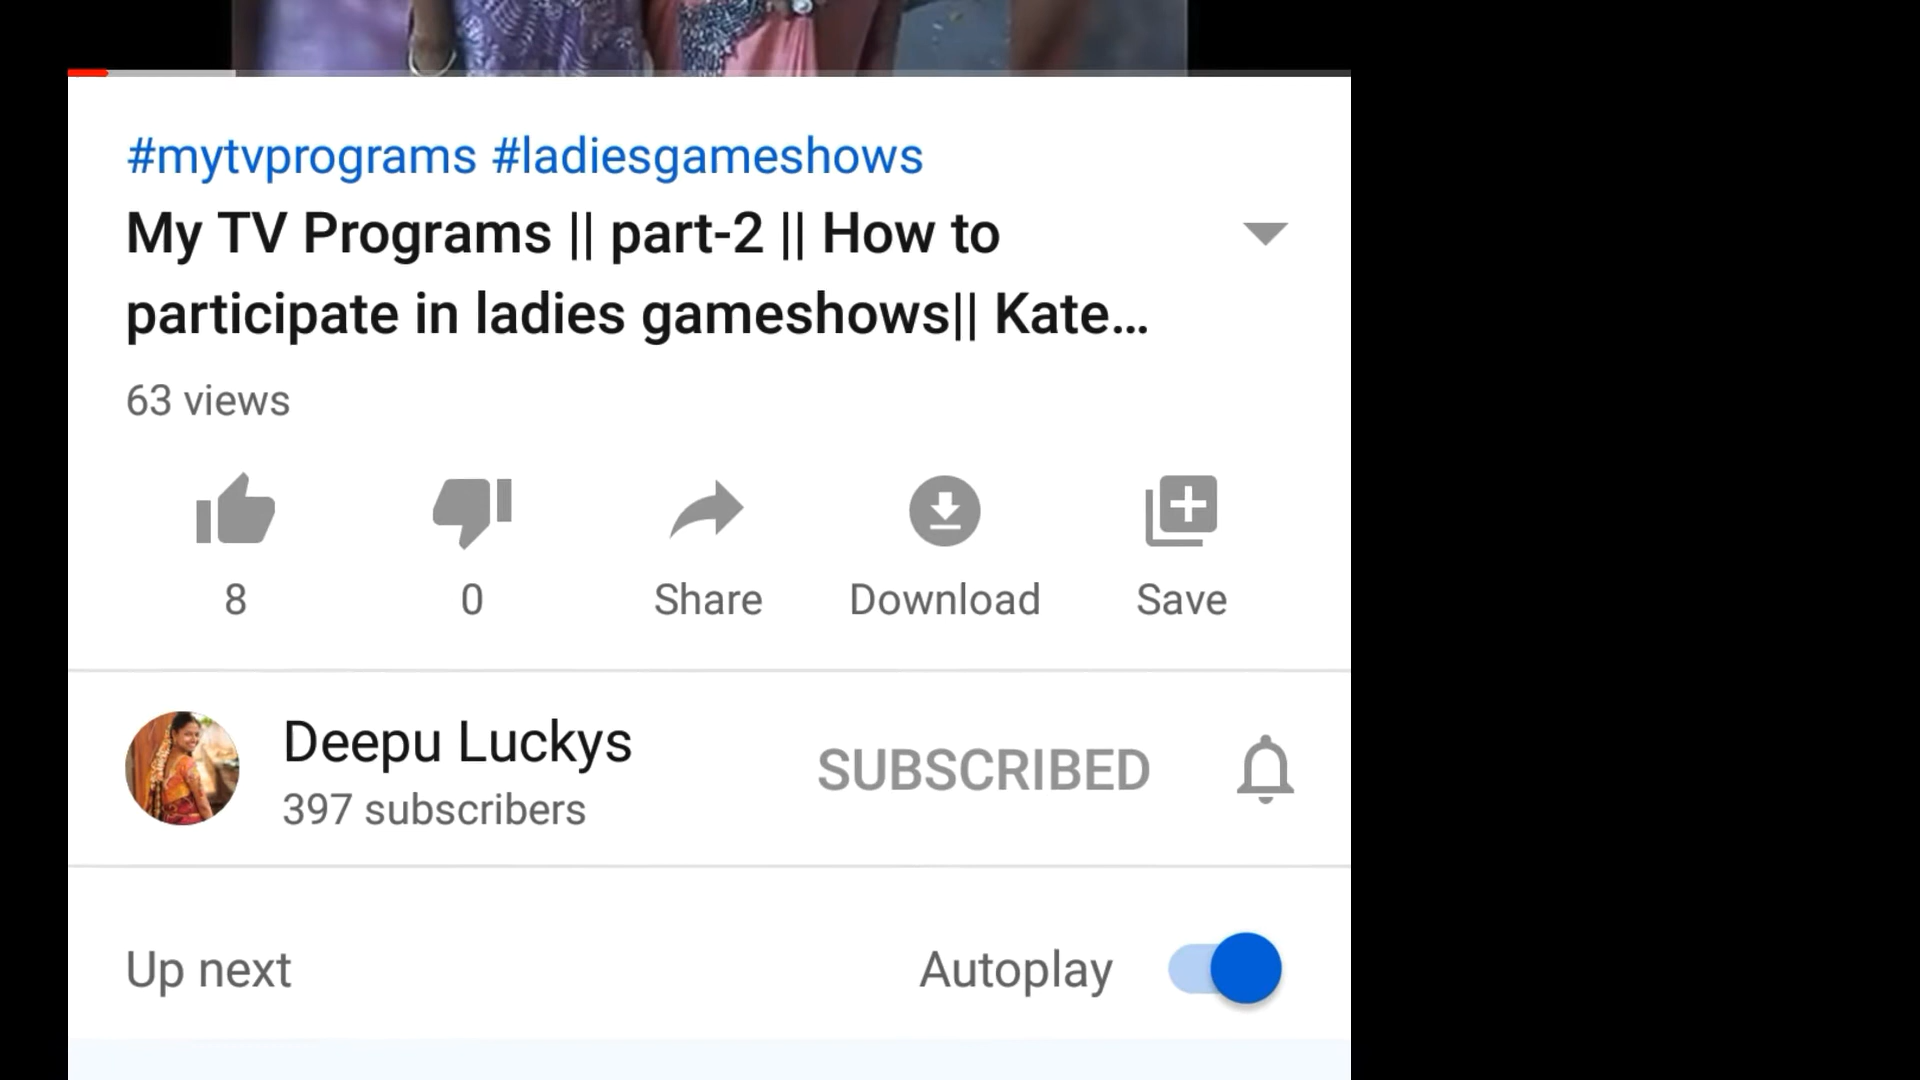 #mytvprograms #ladiesgameshows
My TV Programs || part-2 || How to
participate in ladies gameshows|| Kate...
63 views
8 0 Share Download Save
Deepu Luckys SUBSCRIBED
397 subscribers
Up next Autoplay